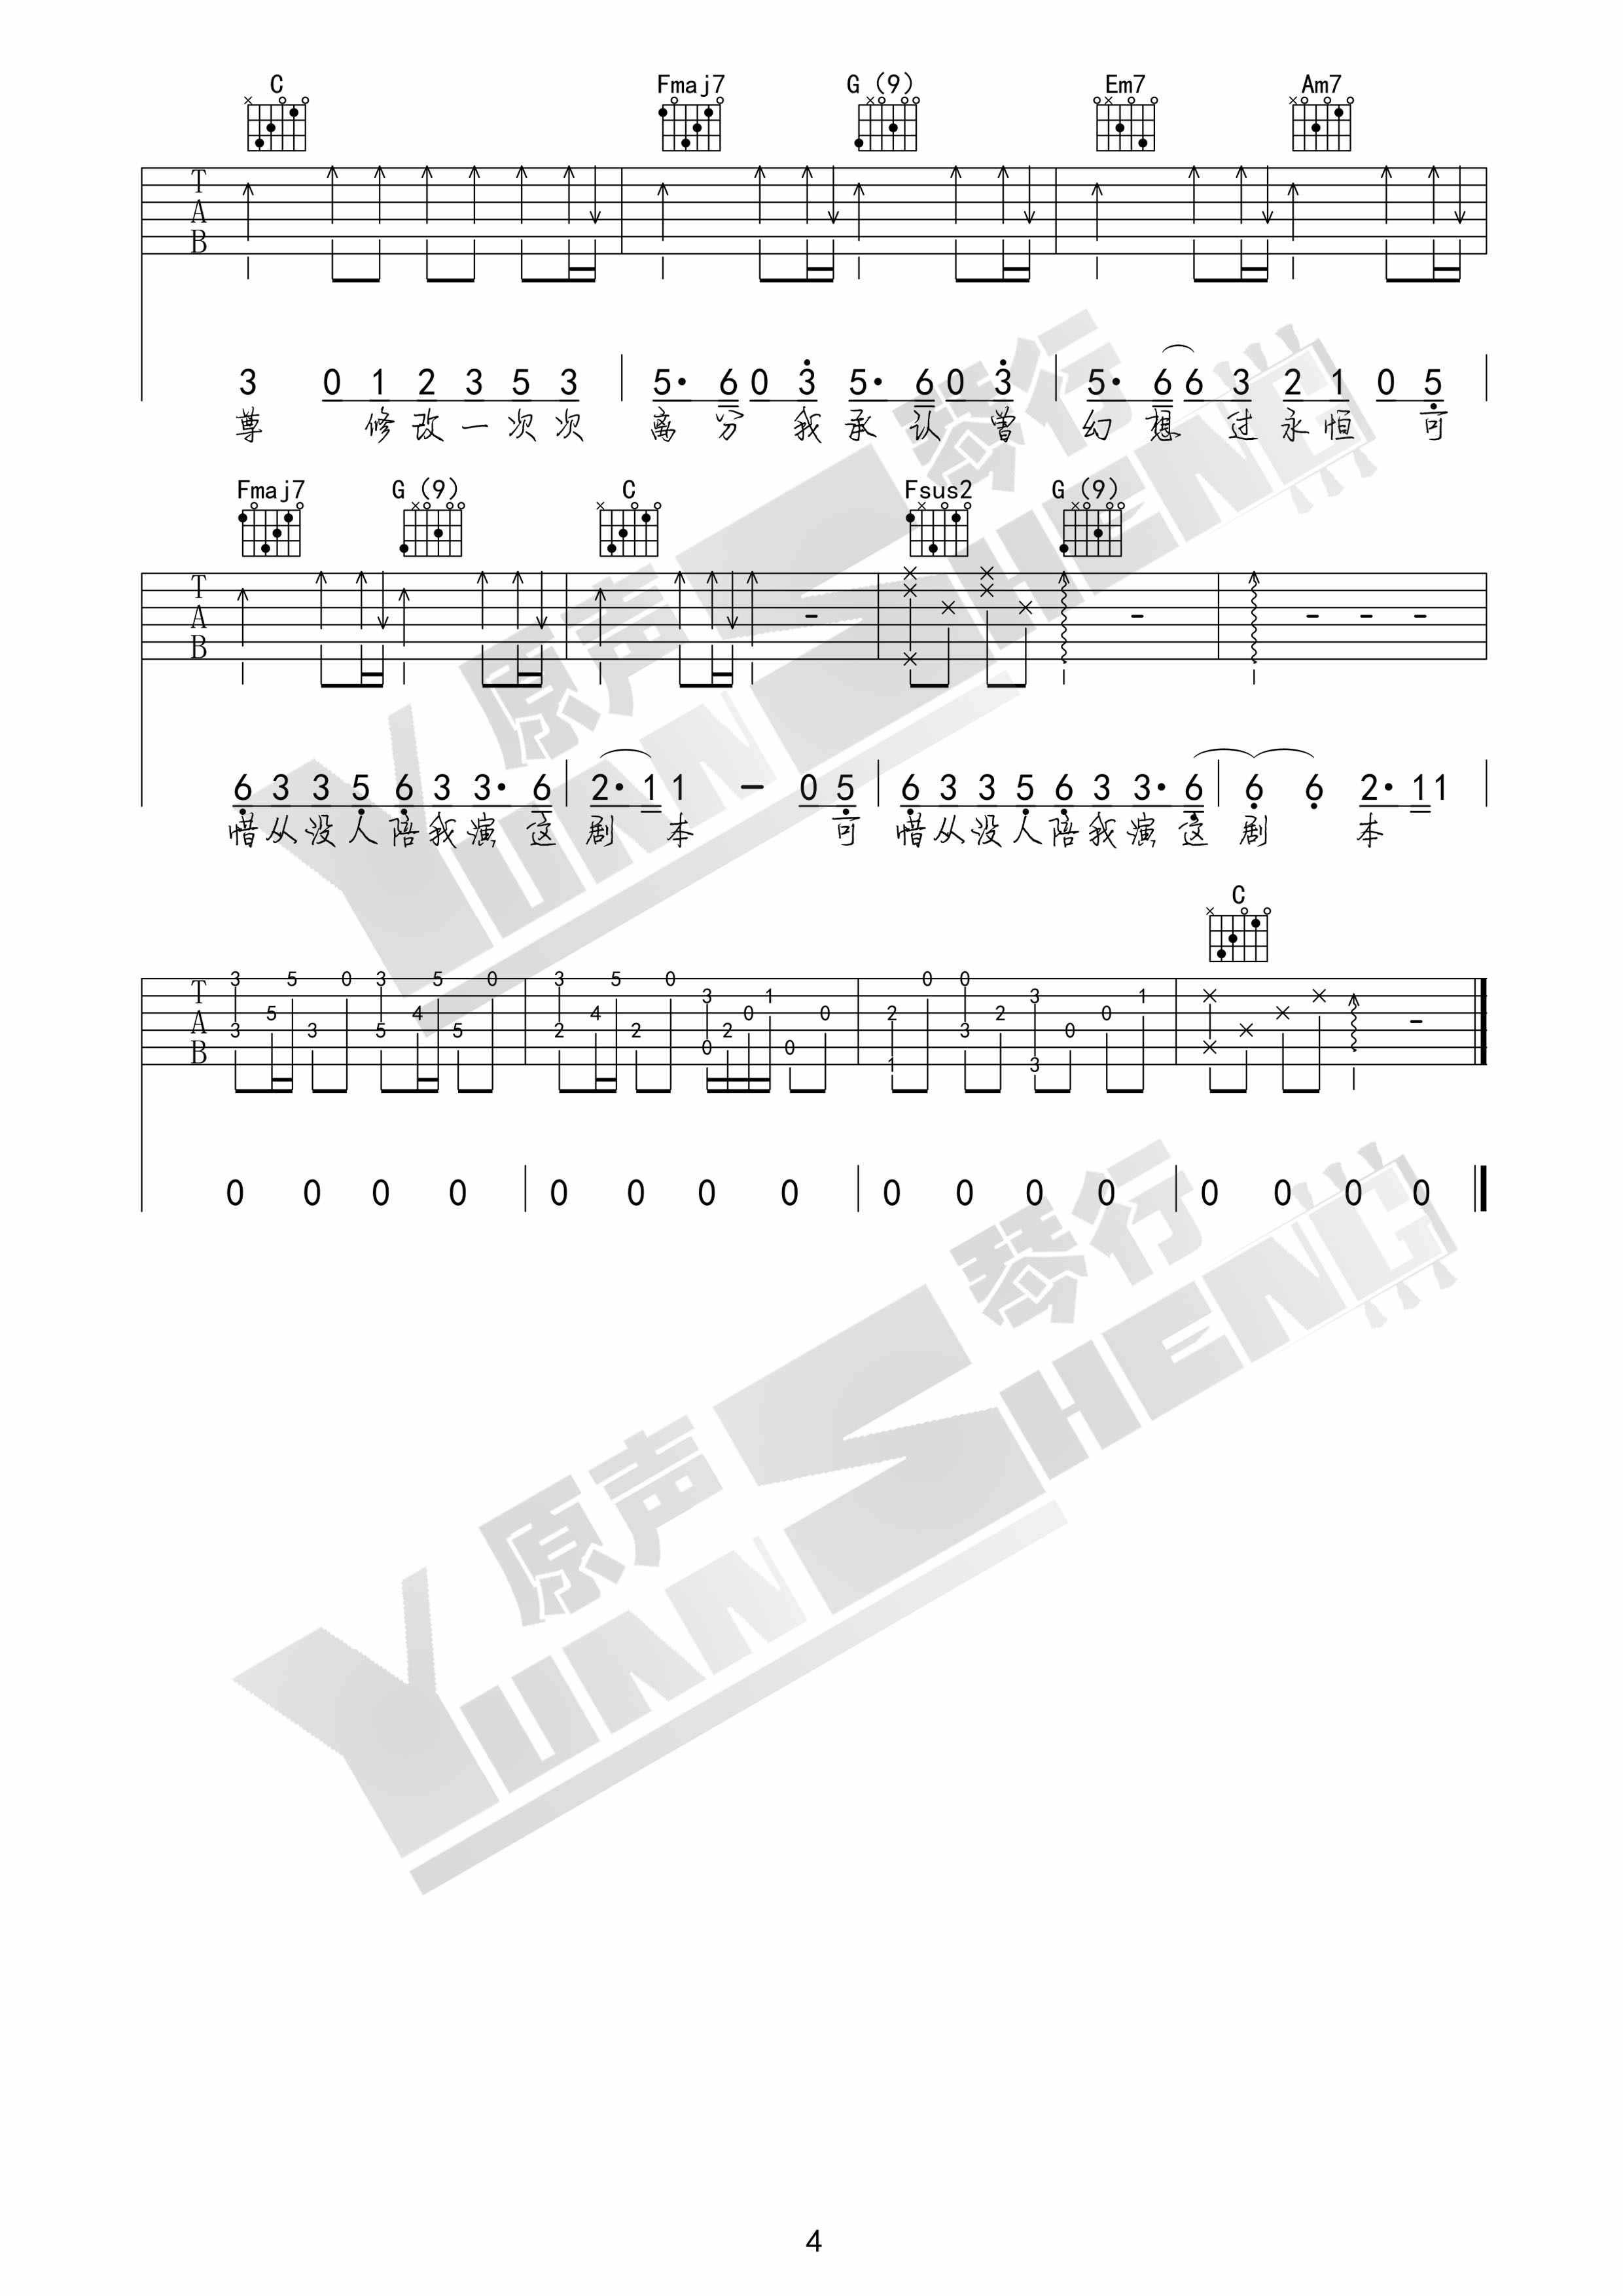 C Fmaj7 G (9) Em7 Am7
T
A
B
3 0 1 2 3 5 3 5· 6 0 3 5· 6 0 3 5· 6 6 3 2 1 0 5
尊 修改一次次 离分 我承认 曾 幻想 过永恒 可
Fmaj7 G (9) C Fsus2 G (9)
T
A
B
6 3 3 5 6 3 3· 6 2· 1 1 - 0 5 6 3 3 5 6 3 3· 6 6 6 2· 1 1
惜从没人陪我演 这 剧 本 可 惜从没人陪我演 这 剧 本
C
T
A
B
3 5 0 3 5 0 3 5 0 0 0
3 1 2 3 1
5 4 4 0 0 2 0
3 3 5 5 2 2 2 3 0
0 0
1 3
0 0 0 0 0 0 0 0 0 0 0 0 0 0 0 0
原声琴行
YUANSHENG
原声琴行
YUANSHENG
4